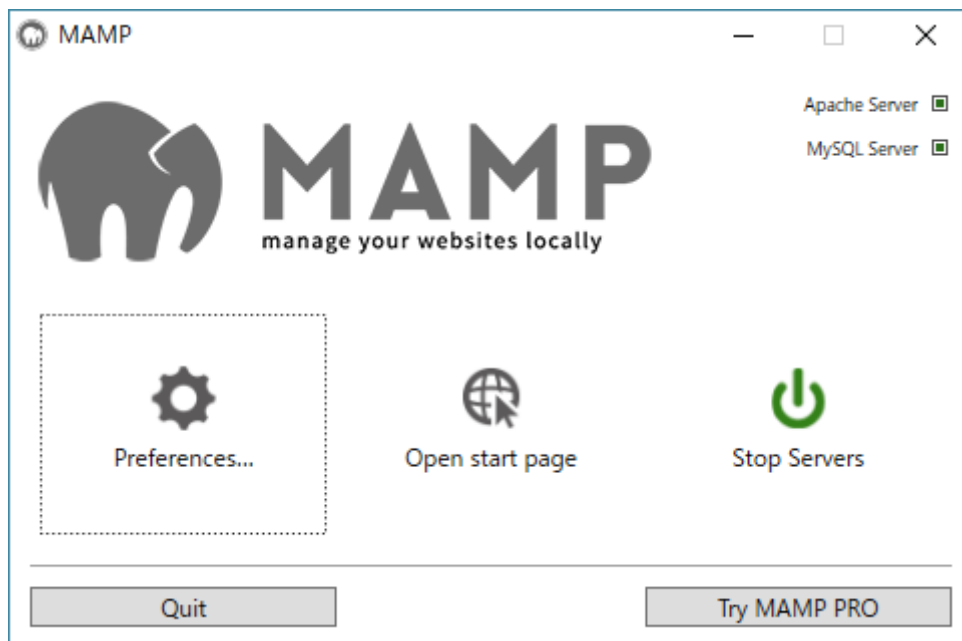 MAMP
Apache Server
MySQL Server
MAMP
manage your websites locally
Preferences...
Open start page
Stop Servers
Quit
Try MAMP PRO